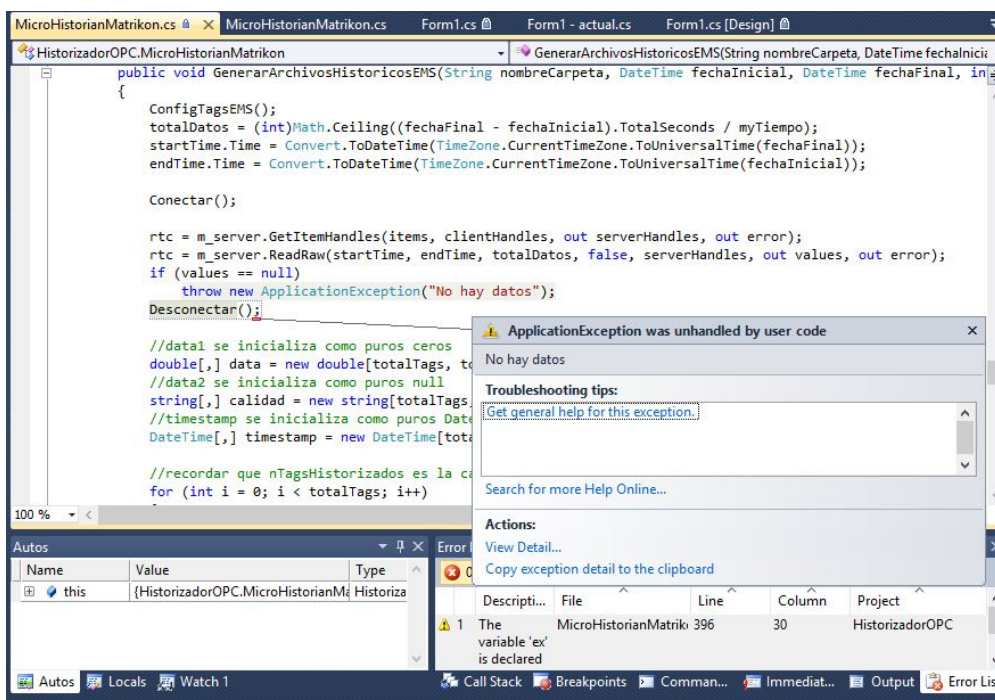 MicroHistorianMatrikon.cs × MicroHistorianMatrikon.cs Form1.cs Form1 - actual.cs Form1.cs [Design]
HistorizadorOPC.MicroHistorianMatrikon GenerarArchivosHistoricosEMS(String nombreCarpeta, DateTime fechaInicia
public void GenerarArchivosHistoricosEMS(String nombreCarpeta, DateTime fechaInicial, DateTime fechaFinal, in
{
ConfigTagsEMS();
totalDatos = (int)Math.Ceiling((fechaFinal - fechaInicial).TotalSeconds / myTiempo);
startTime.Time = Convert.ToDateTime(TimeZone.CurrentTimeZone.ToUniversalTime(fechaFinal));
endTime.Time = Convert.ToDateTime(TimeZone.CurrentTimeZone.ToUniversalTime(fechaInicial));
Conectar();
rtc = m_server.GetItemHandles(items, clientHandles, out serverHandles, out error);
rtc = m_server.ReadRaw(startTime, endTime, totalDatos, false, serverHandles, out values, out error);
if (values == null)
throw new ApplicationException("No hay datos");
Desconectar();
//data1 se inicializa como puros ceros
double[,] data = new double[totalTags, to
//data2 se inicializa como puros null
string[,] calidad = new string[totalTags,
//timestamp se inicializa como puros Date
DateTime[,] timestamp = new DateTime[tota
//recordar que nTagsHistorizados es la ca
for (int i = 0; i < totalTags; i++)
100 %
ApplicationException was unhandled by user code ×
No hay datos
Troubleshooting tips:
Get general help for this exception.
Search for more Help Online...
Actions:
View Detail...
Copy exception detail to the clipboard
Autos
Name Value Type
this {HistorizadorOPC.MicroHistorianMa Historiza
Autos Locals Watch 1
Error
Descripti... File Line Column Project
1 The variable 'ex' is declared MicroHistorianMatrik 396 30 HistorizadorOPC
Call Stack Breakpoints Comman... Immediat... Output Error Lis